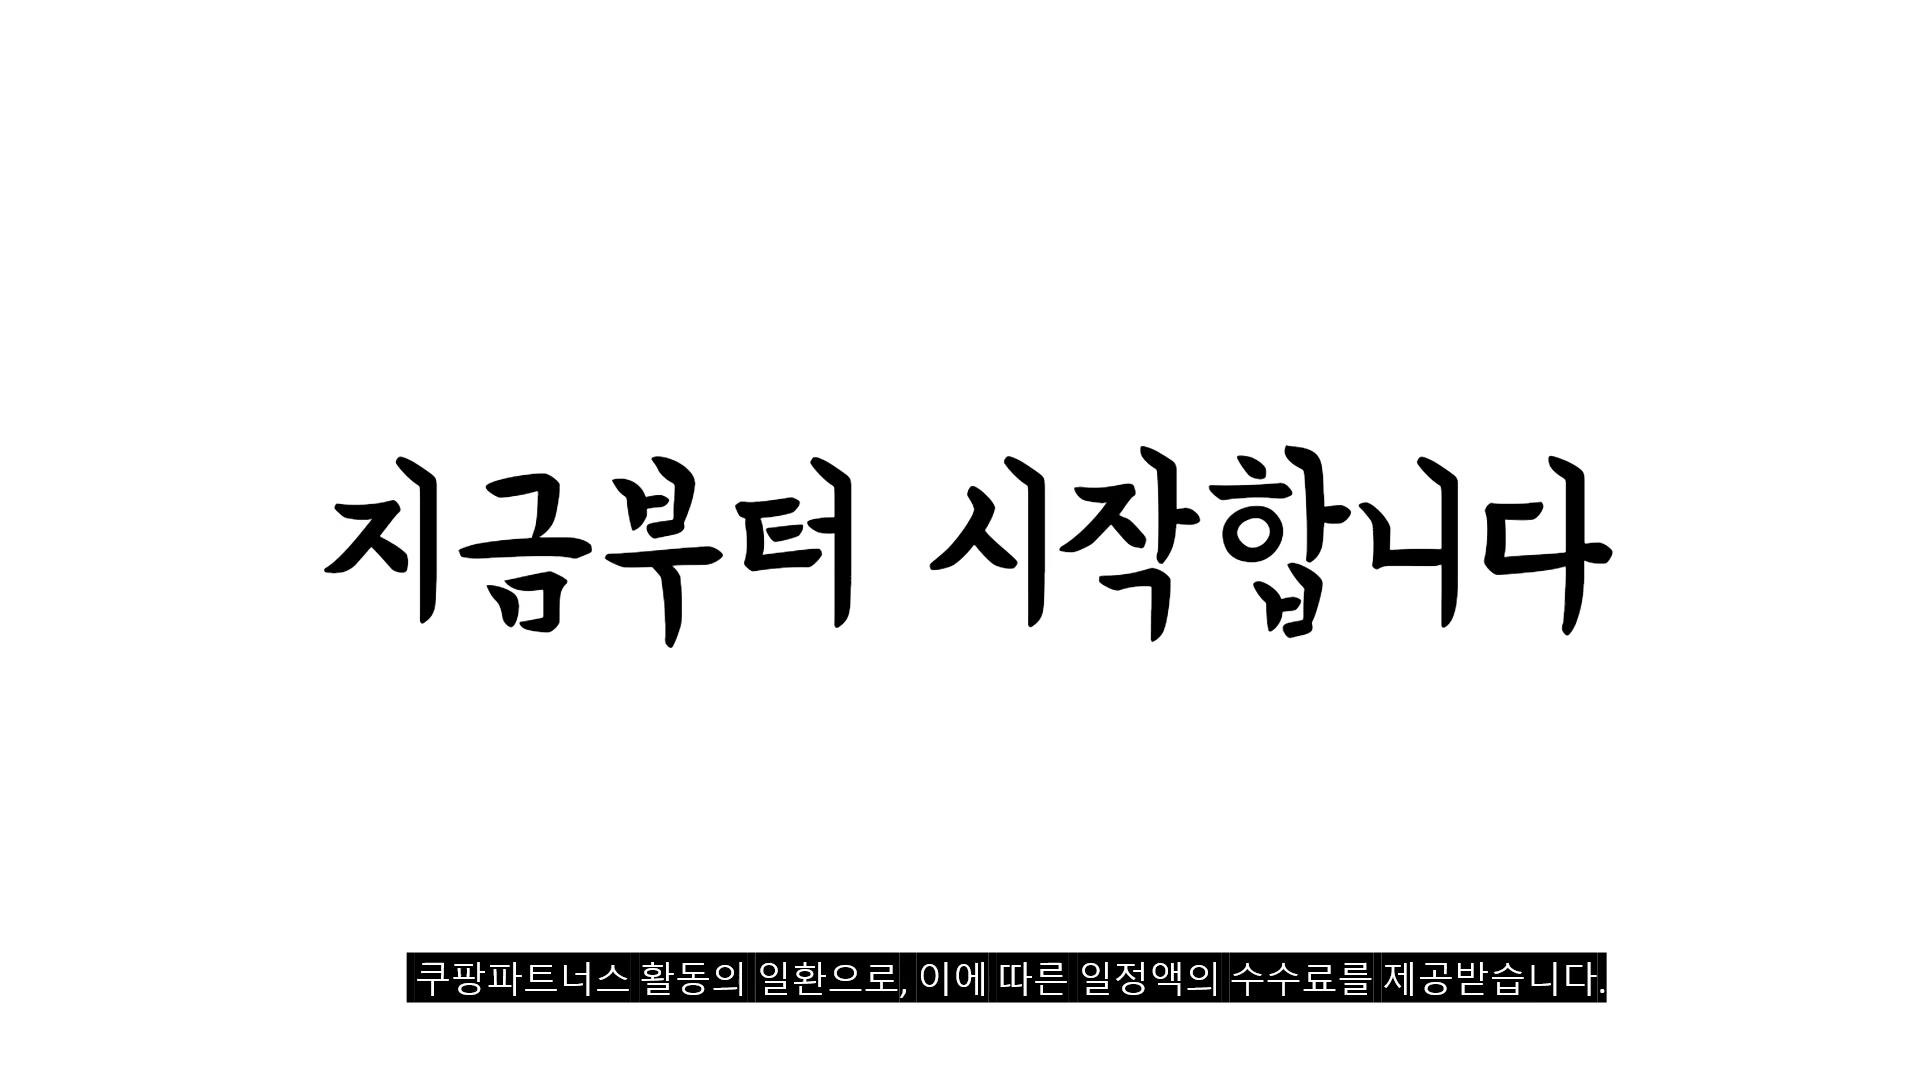 지금부터 시작합니다
쿠팡파트너스 활동의 일환으로, 이에 따른 일정액의 수수료를 제공받습니다.